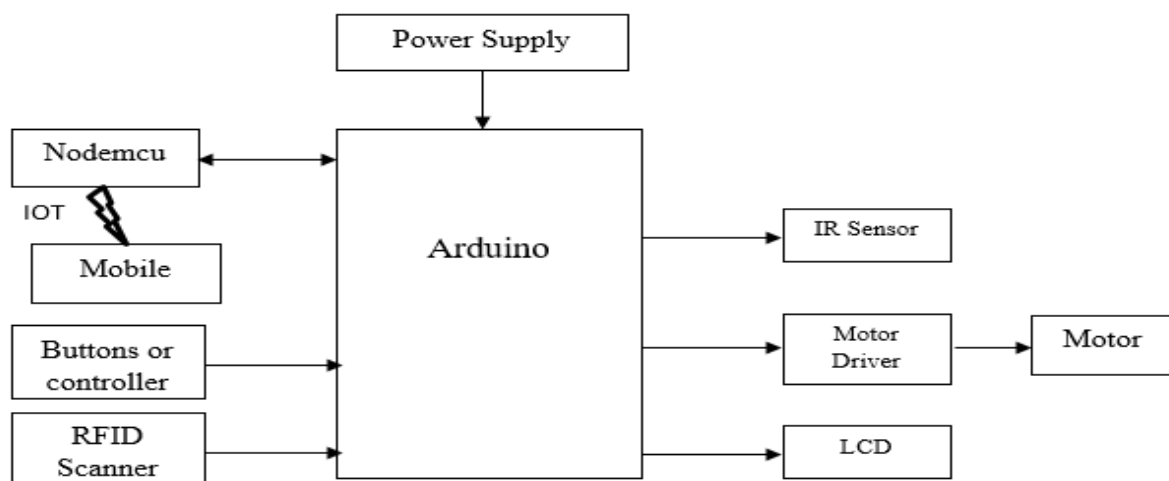 Power Supply
Nodemcu
IOT
Mobile
Arduino
IR Sensor
Buttons or
controller
Motor
Driver
Motor
RFID
Scanner
LCD